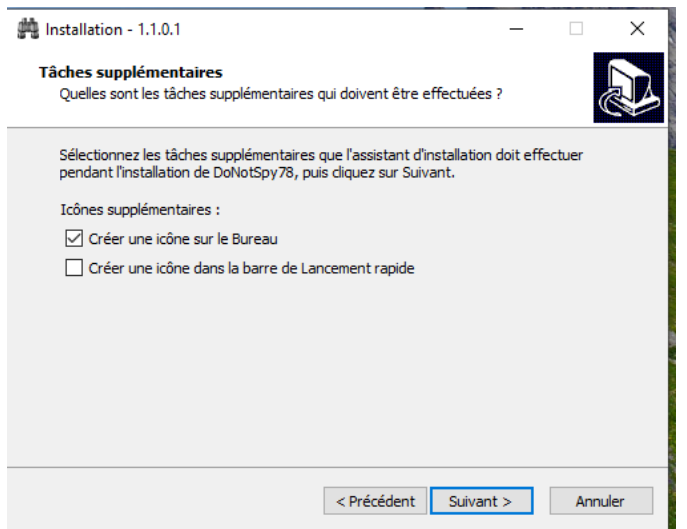 Installation - 1.1.0.1
Tâches supplémentaires
Quelles sont les tâches supplémentaires qui doivent être effectuées ?
Sélectionnez les tâches supplémentaires que l'assistant d'installation doit effectuer
pendant l'installation de DoNotSpy78, puis cliquez sur Suivant.
Icônes supplémentaires :
Créer une icône sur le Bureau
Créer une icône dans la barre de Lancement rapide
< Précédent Suivant > Annuler